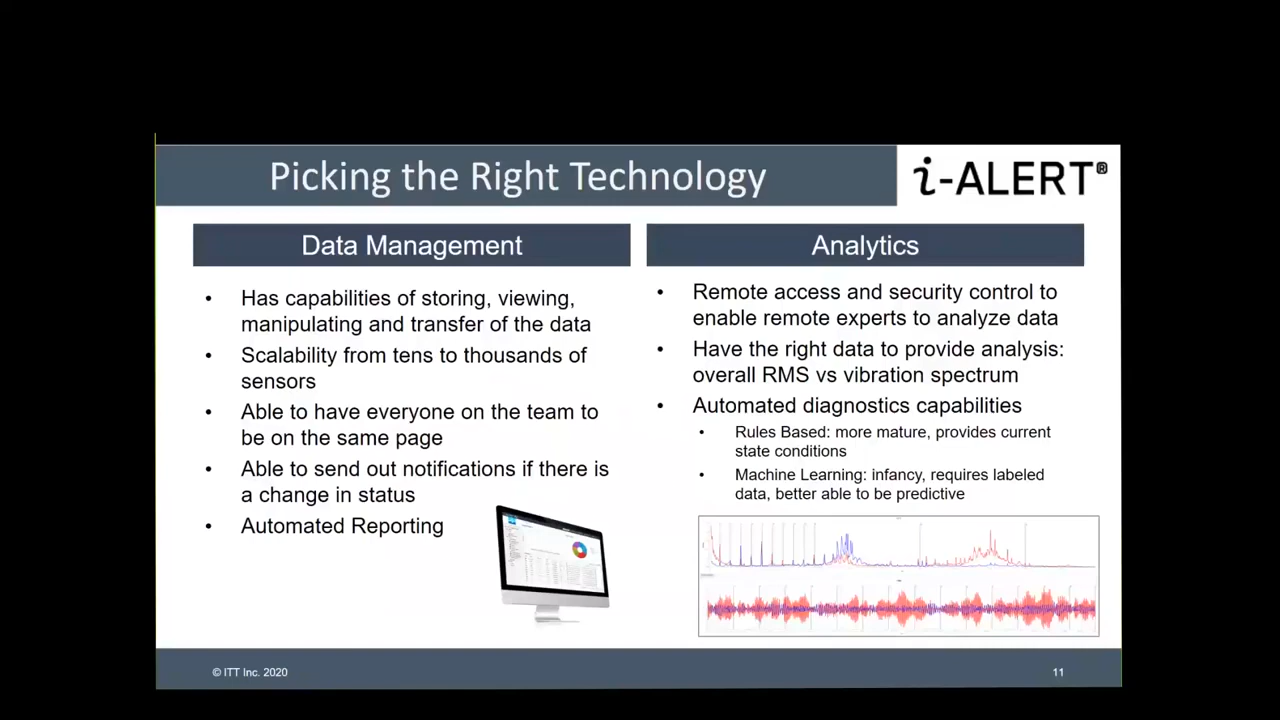 Picking the Right Technology
i-ALERT®
Data Management
• Has capabilities of storing, viewing,
manipulating and transfer of the data
• Scalability from tens to thousands of
sensors
• Able to have everyone on the team to
be on the same page
• Able to send out notifications if there is
a change in status
• Automated Reporting
Analytics
• Remote access and security control to
enable remote experts to analyze data
• Have the right data to provide analysis:
overall RMS vs vibration spectrum
• Automated diagnostics capabilities
• Rules Based: more mature, provides current
state conditions
• Machine Learning: infancy, requires labeled
data, better able to be predictive
© ITT Inc. 2020
11